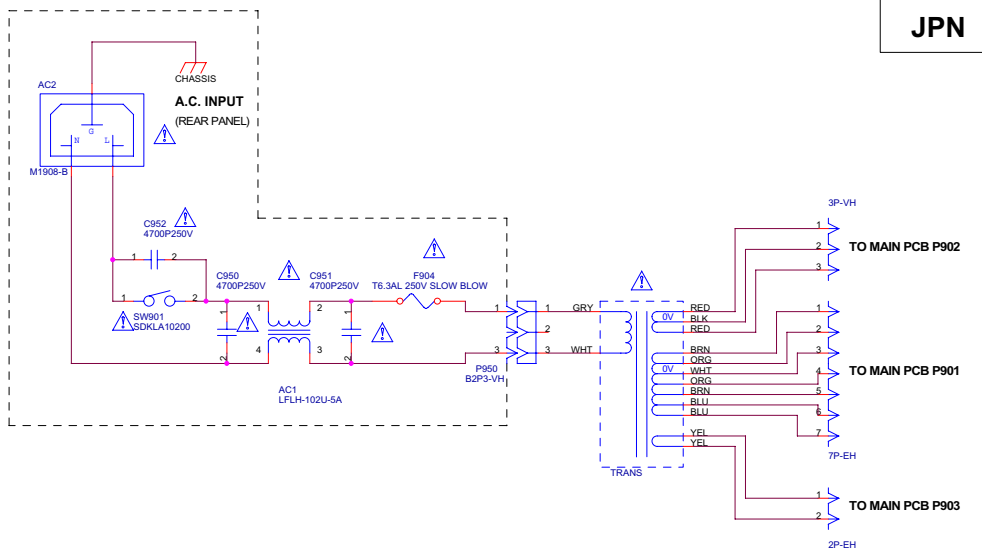 JPN
CHASSIS
AC2
A.C. INPUT
(REAR PANEL)
G
N
L
M1908-B
3P-VH
C952
4700P250V
1
2
TO MAIN PCB P902
1
2
3
C950
4700P250V
C951
4700P250V
F904
T6.3AL 250V SLOW BLOW
1
2
SW901
SDKLA10200
1
2
1
2
4
3
1
2
AC1
LFLH-102U-5A
1
3
1
2
3
P950
B2P3-VH
GRY
WHT
TRANS
0V
RED
BLK
RED
0V
BRN
ORG
WHT
ORG
BRN
BLU
BLU
YEL
YEL
1
2
3
4
5
6
7
TO MAIN PCB P901
7P-EH
1
2
TO MAIN PCB P903
2P-EH